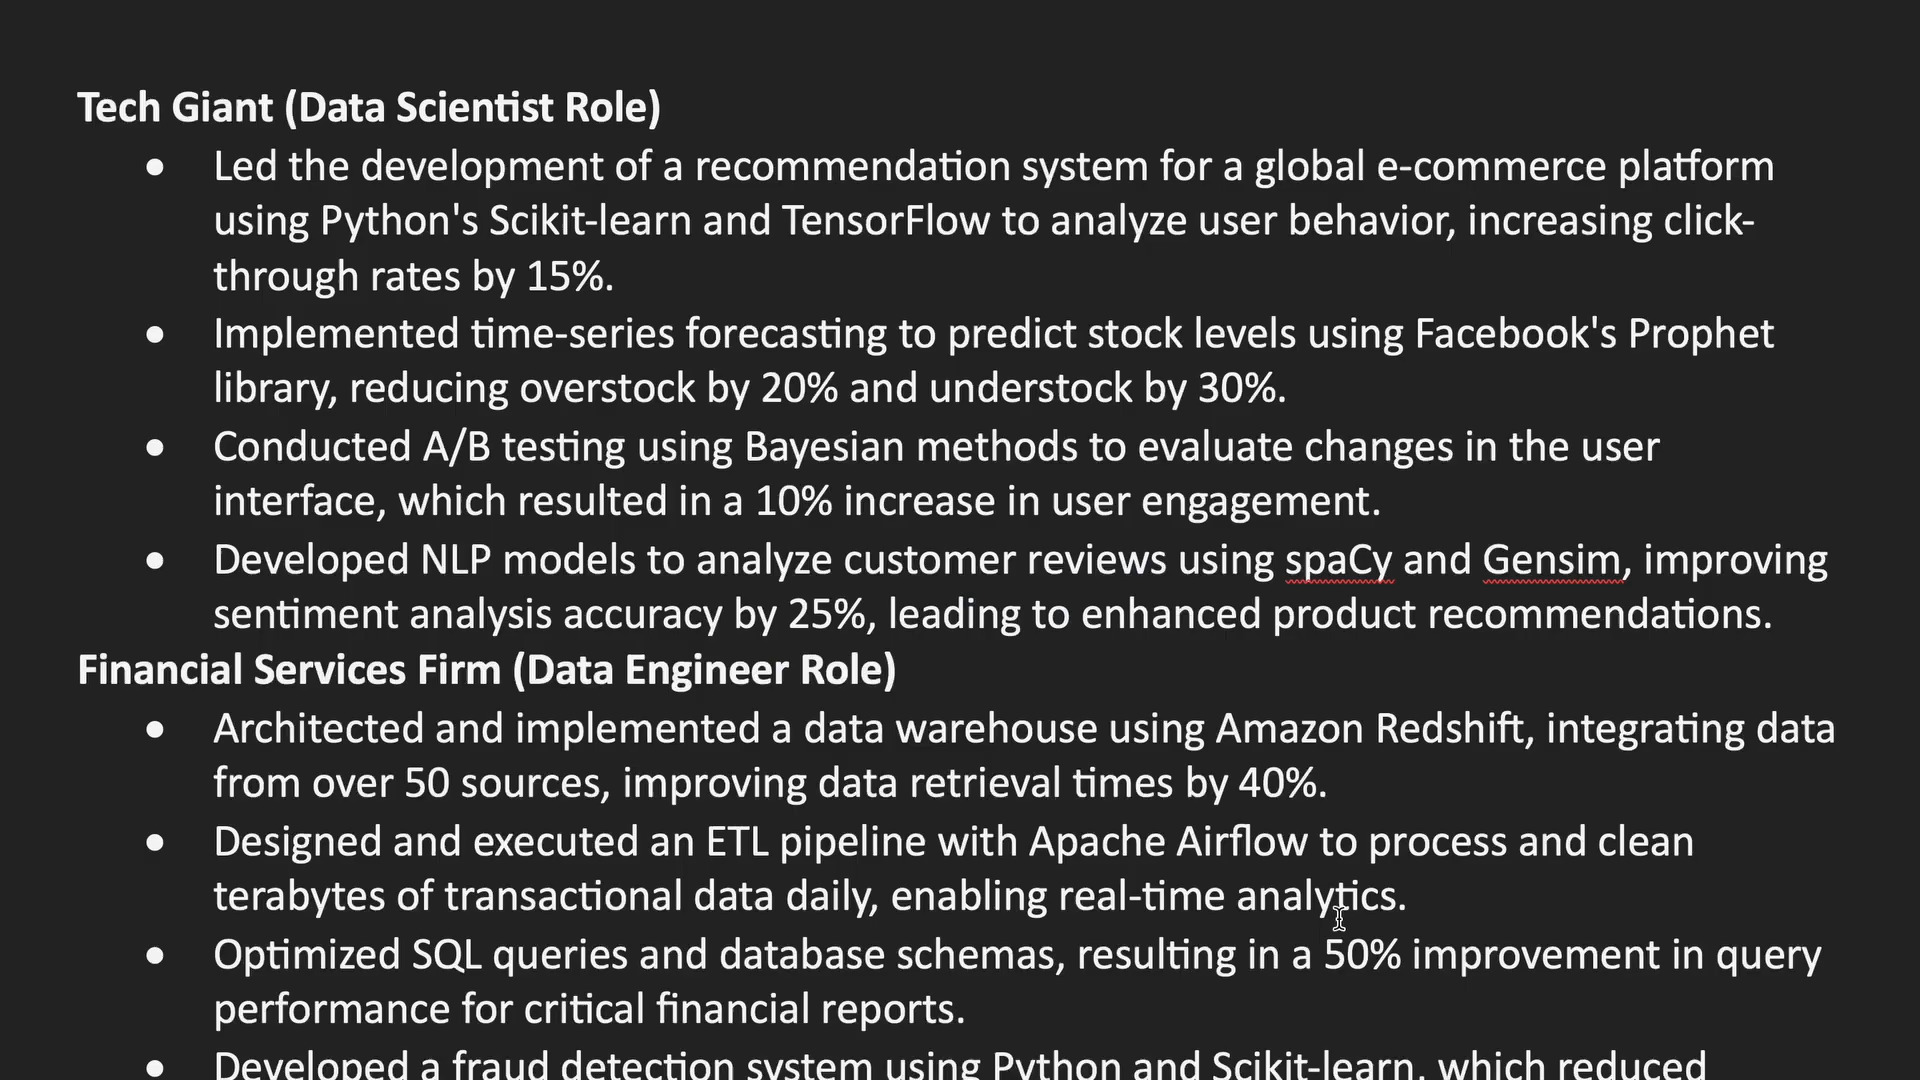 Tech Giant (Data Scientist Role)
● Led the development of a recommendation system for a global e-commerce platform
using Python's Scikit-learn and TensorFlow to analyze user behavior, increasing click-
through rates by 15%.
● Implemented time-series forecasting to predict stock levels using Facebook's Prophet
library, reducing overstock by 20% and understock by 30%.
● Conducted A/B testing using Bayesian methods to evaluate changes in the user
interface, which resulted in a 10% increase in user engagement.
● Developed NLP models to analyze customer reviews using spaCy and Gensim, improving
sentiment analysis accuracy by 25%, leading to enhanced product recommendations.
Financial Services Firm (Data Engineer Role)
● Architected and implemented a data warehouse using Amazon Redshift, integrating data
from over 50 sources, improving data retrieval times by 40%.
● Designed and executed an ETL pipeline with Apache Airflow to process and clean
terabytes of transactional data daily, enabling real-time analytics.
● Optimized SQL queries and database schemas, resulting in a 50% improvement in query
performance for critical financial reports.
● Developed a fraud detection system using Python and Scikit-learn, which reduced